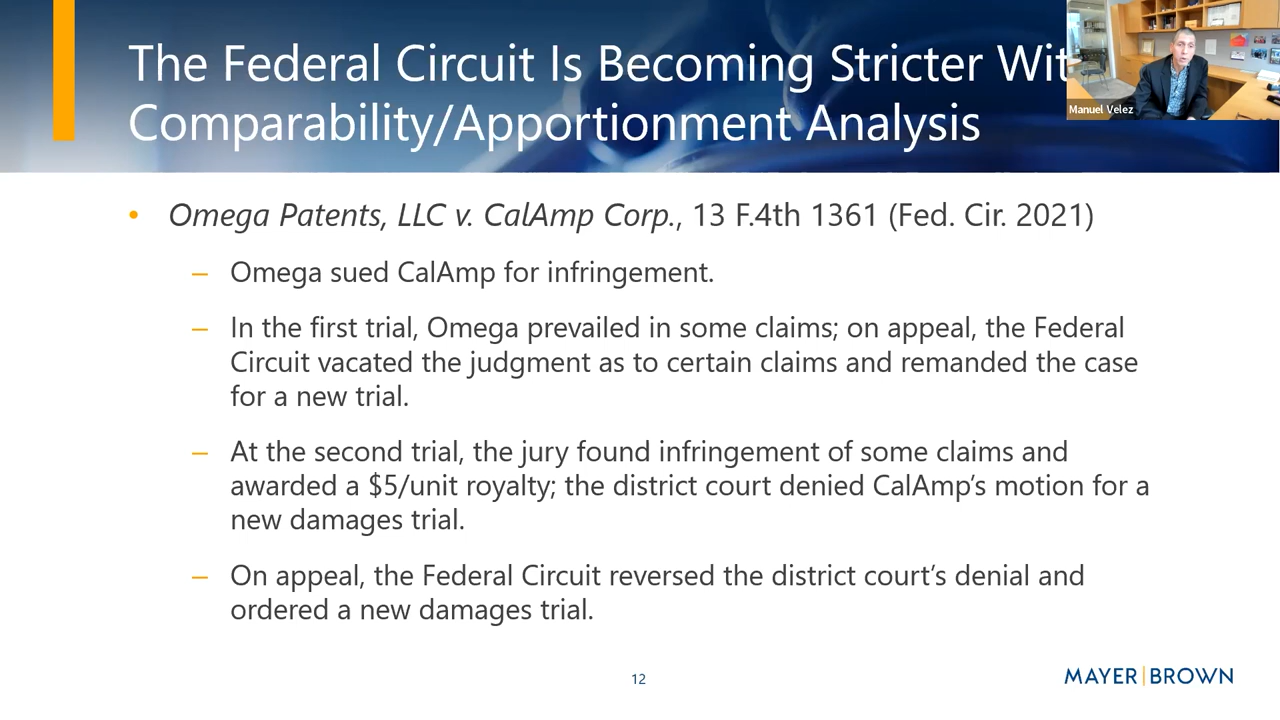 The Federal Circuit Is Becoming Stricter Wit
Comparability/Apportionment Analysis
Manuel Velez
• Omega Patents, LLC v. CalAmp Corp., 13 F.4th 1361 (Fed. Cir. 2021)
– Omega sued CalAmp for infringement.
– In the first trial, Omega prevailed in some claims; on appeal, the Federal
Circuit vacated the judgment as to certain claims and remanded the case
for a new trial.
– At the second trial, the jury found infringement of some claims and
awarded a $5/unit royalty; the district court denied CalAmp’s motion for a
new damages trial.
– On appeal, the Federal Circuit reversed the district court’s denial and
ordered a new damages trial.
12
MAYER|BROWN